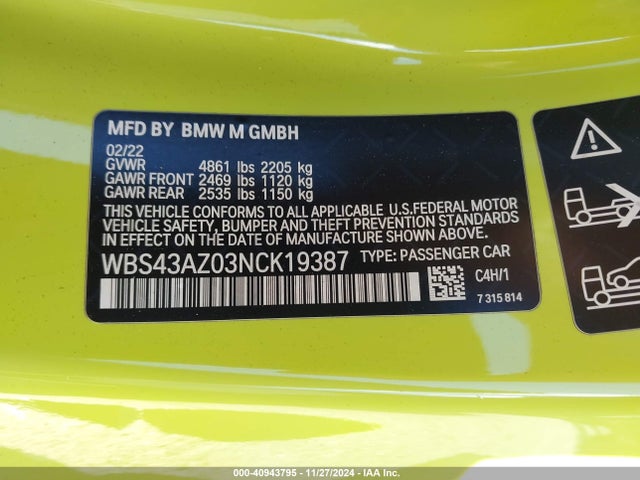 MFD BY BMW M GMBH
02/22
GVWR 4861 lbs 2205 kg
GAWR FRONT 2469 lbs 1120 kg
GAWR REAR 2535 lbs 1150 kg
THIS VEHICLE CONFORMS TO ALL APPLICABLE U.S.FEDERAL MOTOR
VEHICLE SAFETY, BUMPER AND THEFT PREVENTION STANDARDS
IN EFFECT ON THE DATE OF MANUFACTURE SHOWN ABOVE.
WBS43AZ03NCK19387 TYPE: PASSENGER CAR
C4H/1
7 315 814
000-40943795 - 11/27/2024 - IAA Inc.